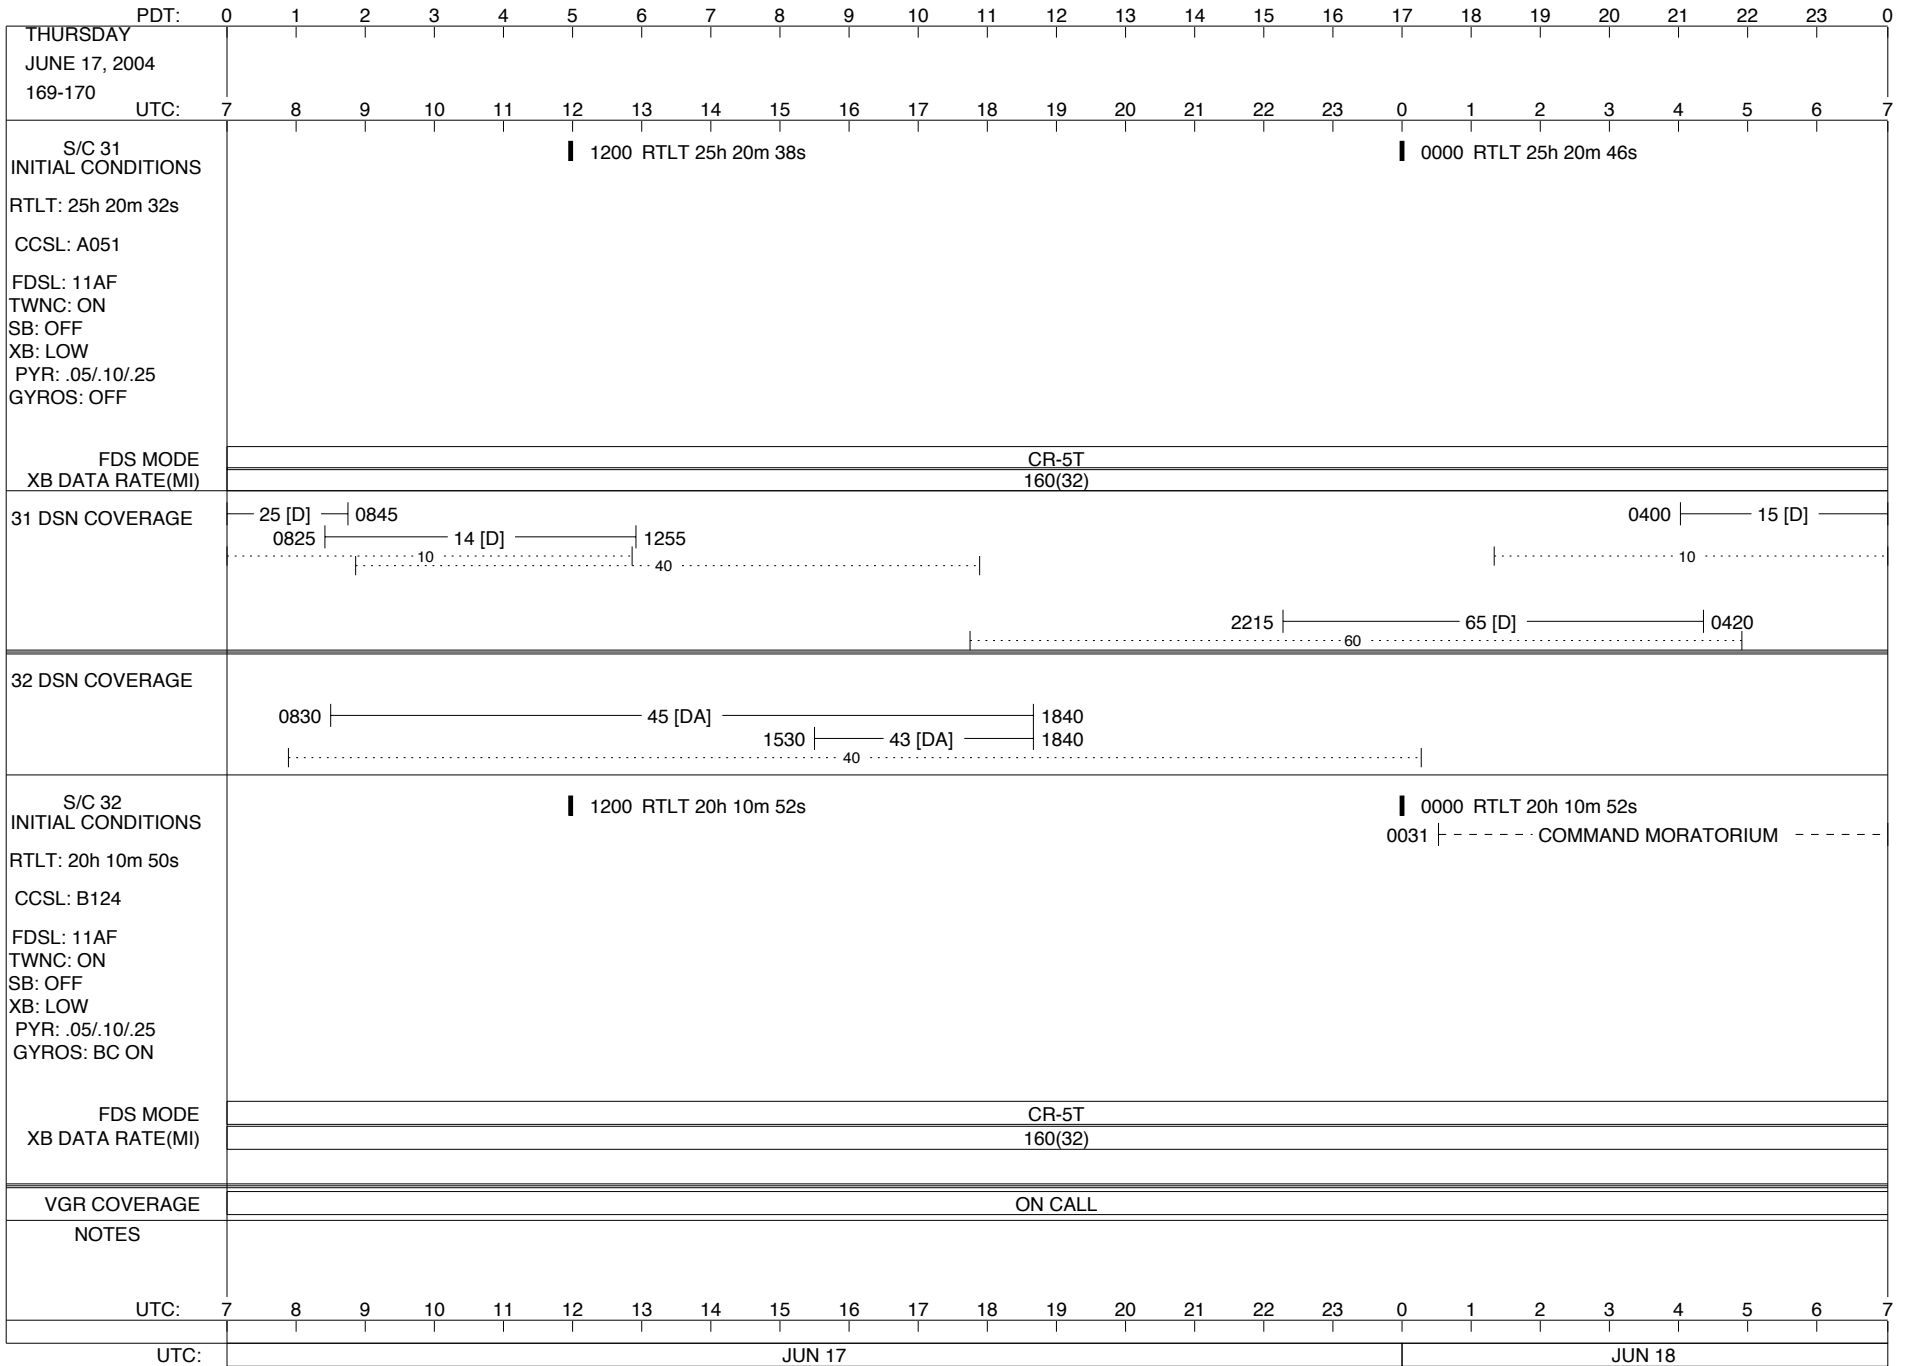 PDT: 0 1 2 3 4 5 6 7 8 9 10 11 12 13 14 15 16 17 18 19 20 21 22 23 0
THURSDAY
JUNE 17, 2004
169-170
UTC: 7 8 9 10 11 12 13 14 15 16 17 18 19 20 21 22 23 0 1 2 3 4 5 6 7
S/C 31
INITIAL CONDITIONS
1200 RTLT 25h 20m 38s
0000 RTLT 25h 20m 46s
RTLT: 25h 20m 32s
CCSL: A051
FDSL: 11AF
TWNC: ON
SB: OFF
XB: LOW
PYR: .05/.10/.25
GYROS: OFF
FDS MODE CR-5T
XB DATA RATE(MI) 160(32)
31 DSN COVERAGE
25 [D] 0845
0400 15 [D]
0825 14 [D] 1255
10
40
10
2215 65 [D] 0420
60
32 DSN COVERAGE
0830 45 [DA] 1840
1530 43 [DA] 1840
40
S/C 32
INITIAL CONDITIONS
1200 RTLT 20h 10m 52s
0000 RTLT 20h 10m 52s
0031 COMMAND MORATORIUM
RTLT: 20h 10m 50s
CCSL: B124
FDSL: 11AF
TWNC: ON
SB: OFF
XB: LOW
PYR: .05/.10/.25
GYROS: BC ON
FDS MODE CR-5T
XB DATA RATE(MI) 160(32)
VGR COVERAGE ON CALL
NOTES
UTC: 7 8 9 10 11 12 13 14 15 16 17 18 19 20 21 22 23 0 1 2 3 4 5 6 7
UTC: JUN 17 JUN 18